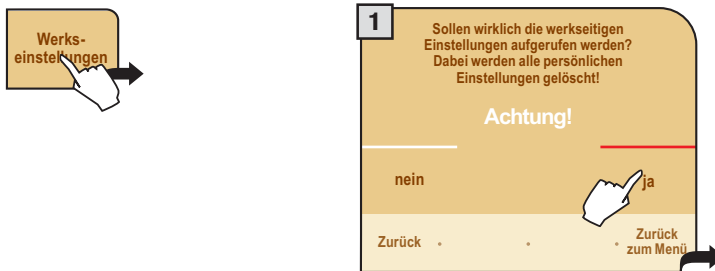 Werks-
einstellungen
1
Sollen wirklich die werkseitigen
Einstellungen aufgerufen werden?
Dabei werden alle persönlichen
Einstellungen gelöscht!
Achtung!
nein
ja
Zurück
Zurück
zum Menü